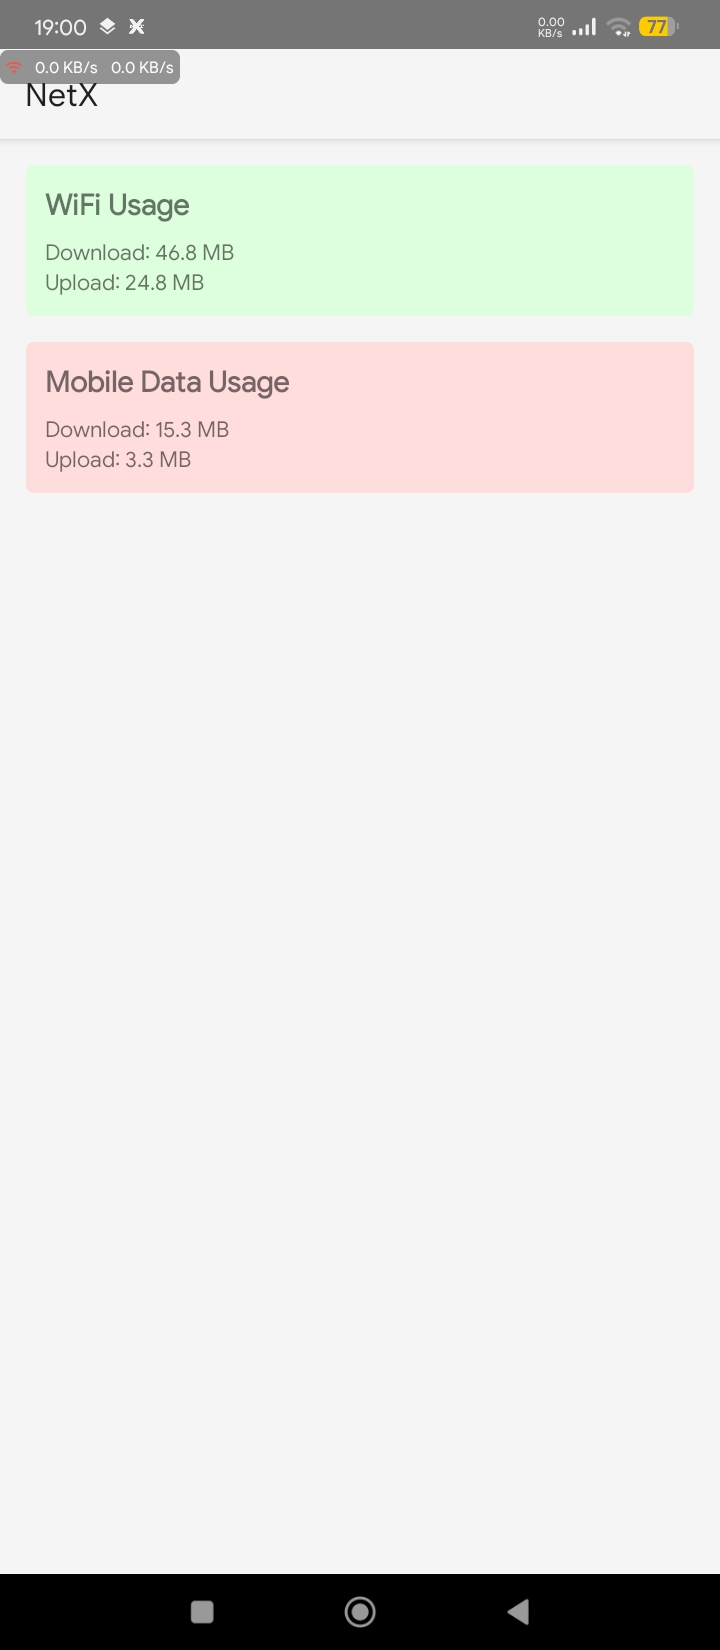 19:00
0.00
KB/s
77
0.0 KB/s 0.0 KB/s
NetX
WiFi Usage
Download: 46.8 MB
Upload: 24.8 MB
Mobile Data Usage
Download: 15.3 MB
Upload: 3.3 MB